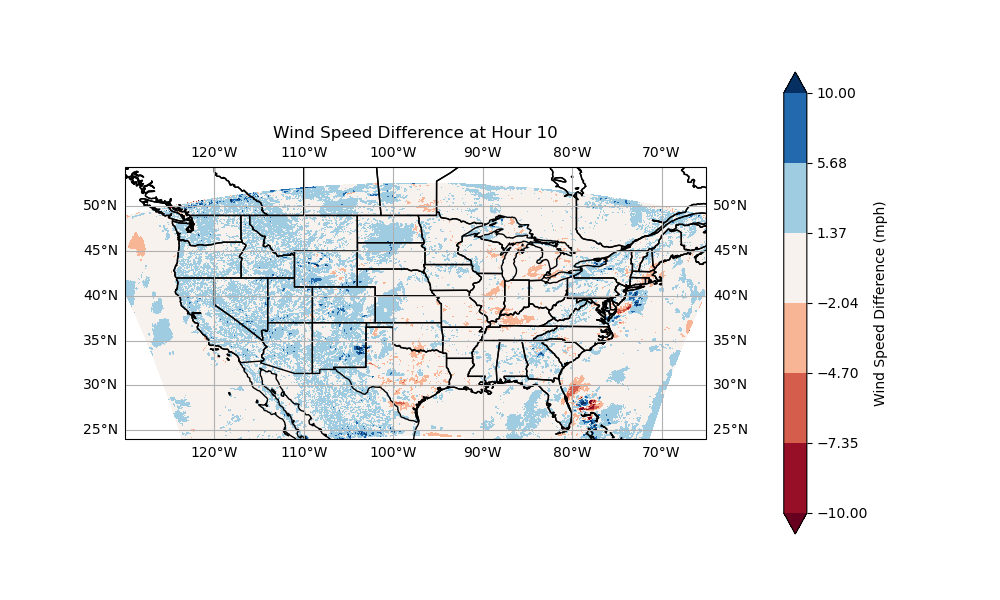 Wind Speed Difference at Hour 10
120°W 110°W 100°W 90°W 80°W 70°W
50°N 50°N
45°N 45°N
40°N 40°N
35°N 35°N
30°N 30°N
25°N 25°N
120°W 110°W 100°W 90°W 80°W 70°W
10.00
5.68
1.37
−2.04
−4.70
−7.35
−10.00
Wind Speed Difference (mph)